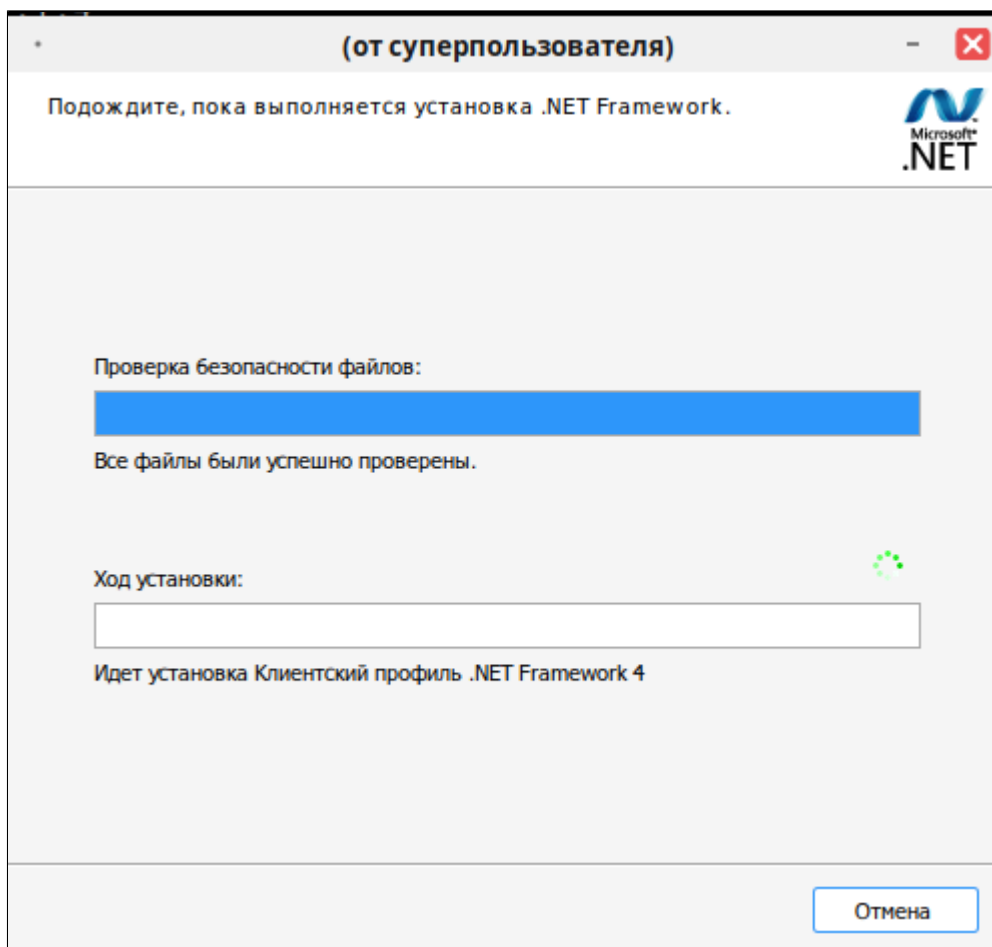 (от суперпользователя)
Подождите, пока выполняется установка .NET Framework.
Microsoft®
.NET
Проверка безопасности файлов:
Все файлы были успешно проверены.
Ход установки:
Идет установка Клиентский профиль .NET Framework 4
Отмена